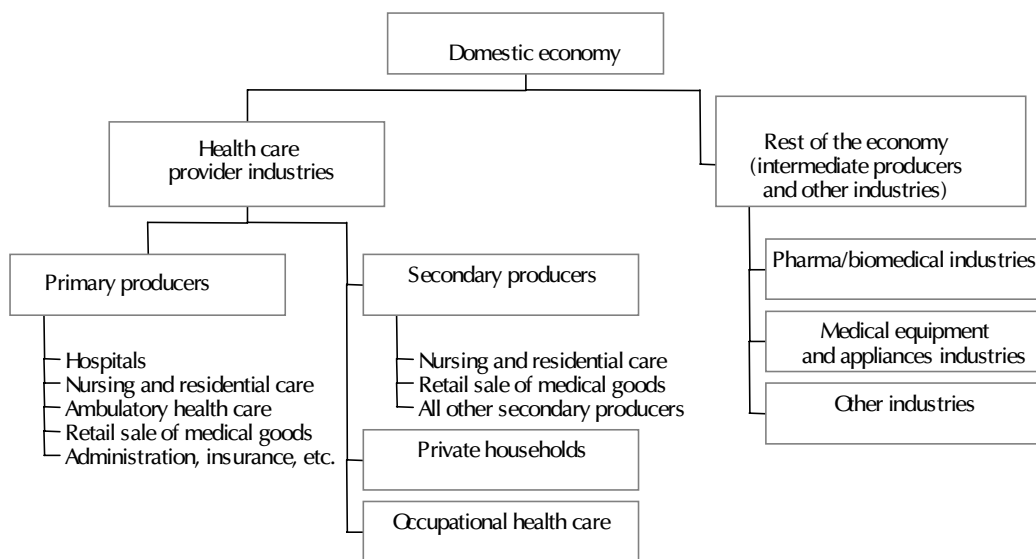 Domestic economy
Health care
provider industries
Rest of the economy
(intermediate producers
and other industries)
Primary producers
Hospitals
Nursing and residential care
Ambulatory health care
Retail sale of medical goods
Administration, insurance, etc.
Secondary producers
Nursing and residential care
Retail sale of medical goods
All other secondary producers
Private households
Occupational health care
Pharma/biomedical industries
Medical equipment
and appliances industries
Other industries